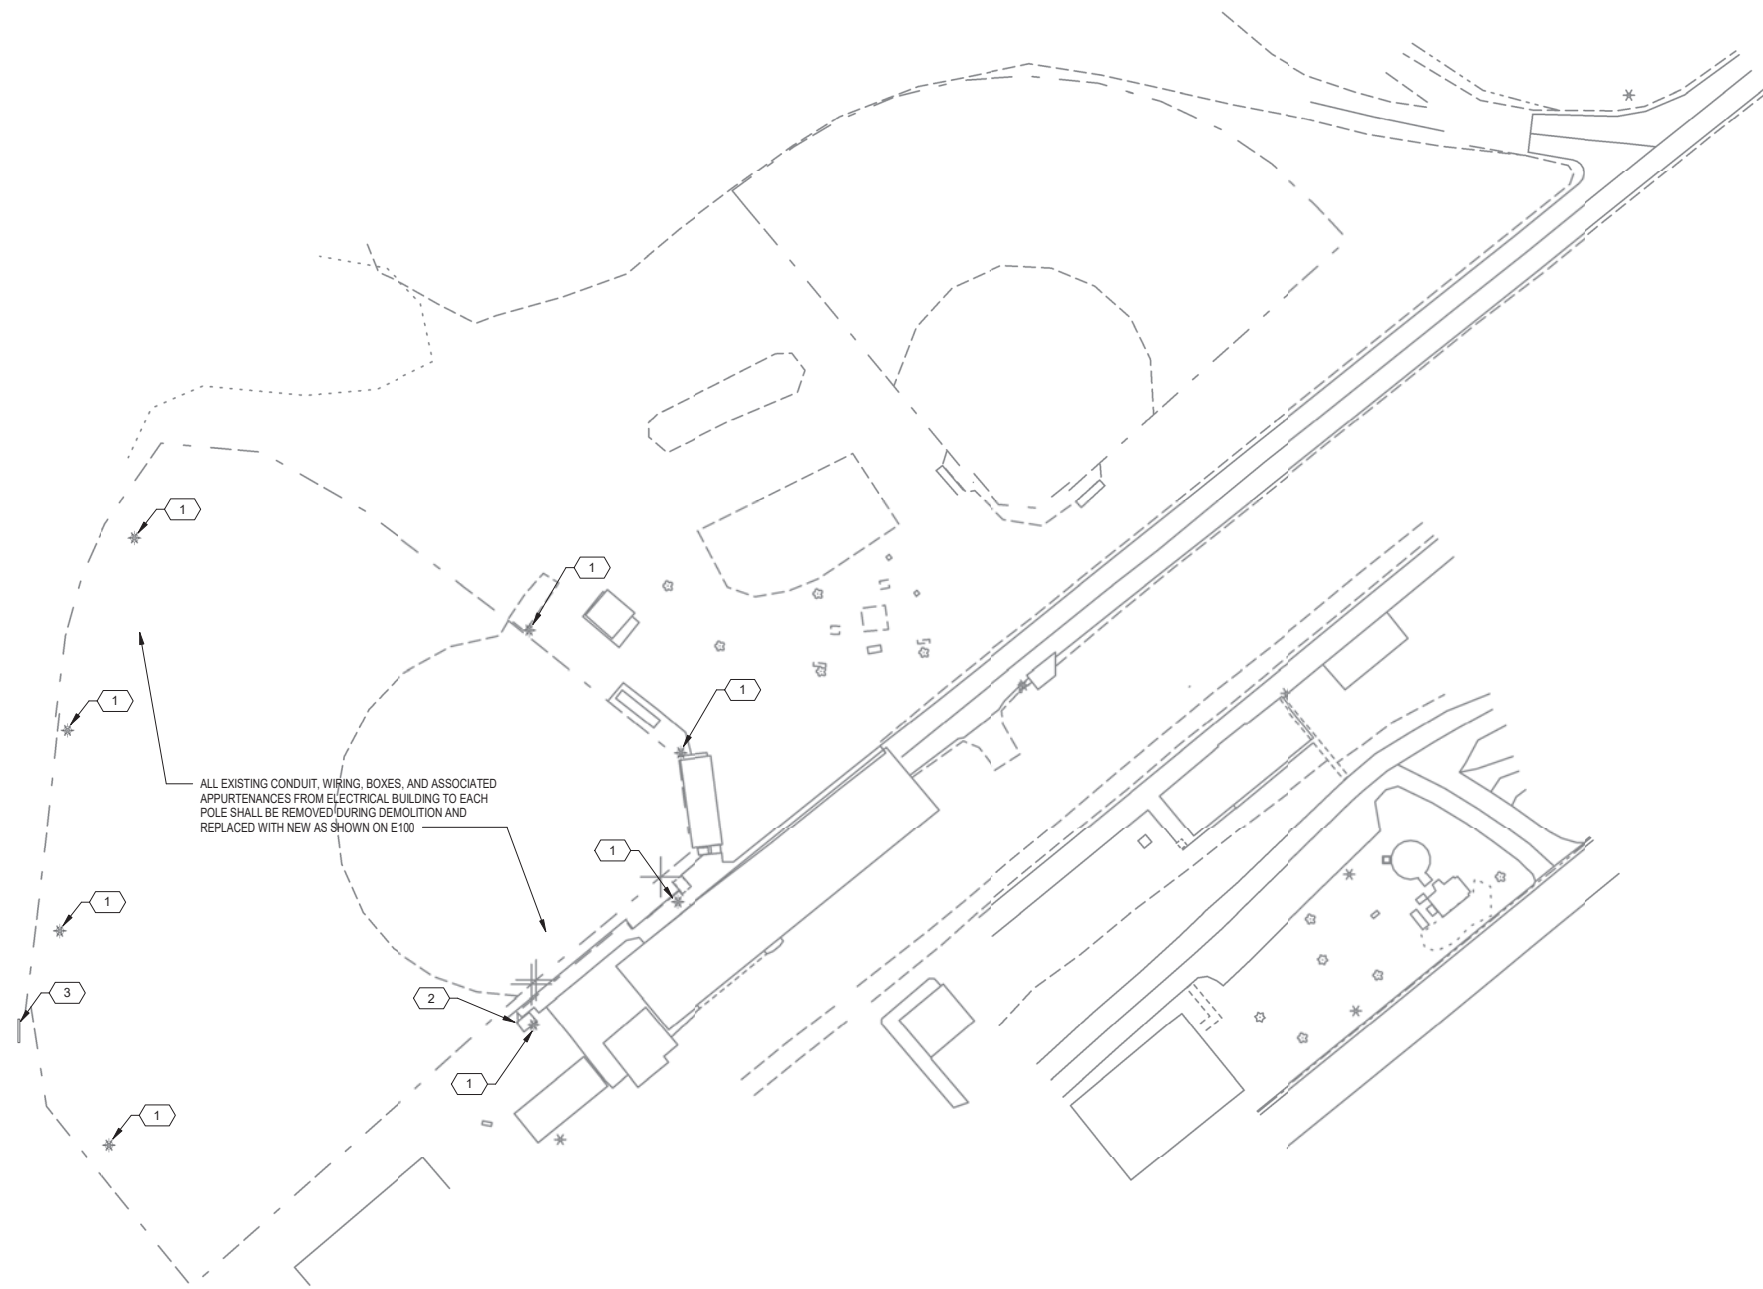 1
1
1
1
ALL EXISTING CONDUIT, WIRING, BOXES, AND ASSOCIATED
APPURTENANCES FROM ELECTRICAL BUILDING TO EACH
POLE SHALL BE REMOVED DURING DEMOLITION AND
REPLACED WITH NEW AS SHOWN ON E100
1
1
3
2
1
1